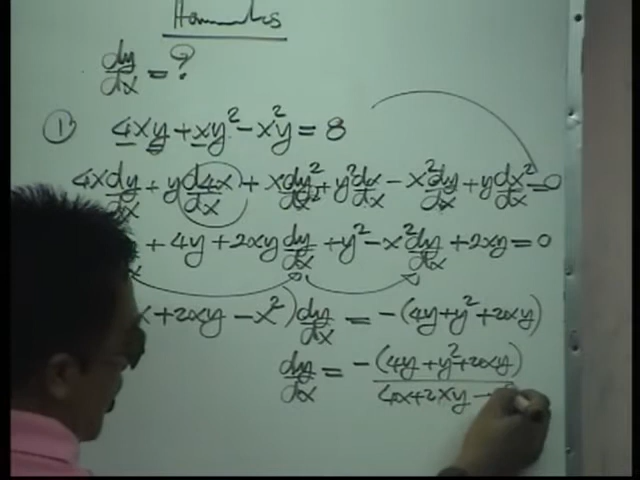 dy/dx = ?
① 4xy + xy² - x²y = 8
4x dy/dx + y d4x/dx + x dy²/dx + y² dx/dx - x² dy/dx + y dx²/dx = 0
+ 4y + 2xy dy/dx + y² - x² dy/dx + 2xy = 0
x + 2xy - x²) dy/dx = -(4y + y² + 2xy)
dy/dx = -(4y + y² + 2xy) / 4x + 2xy -